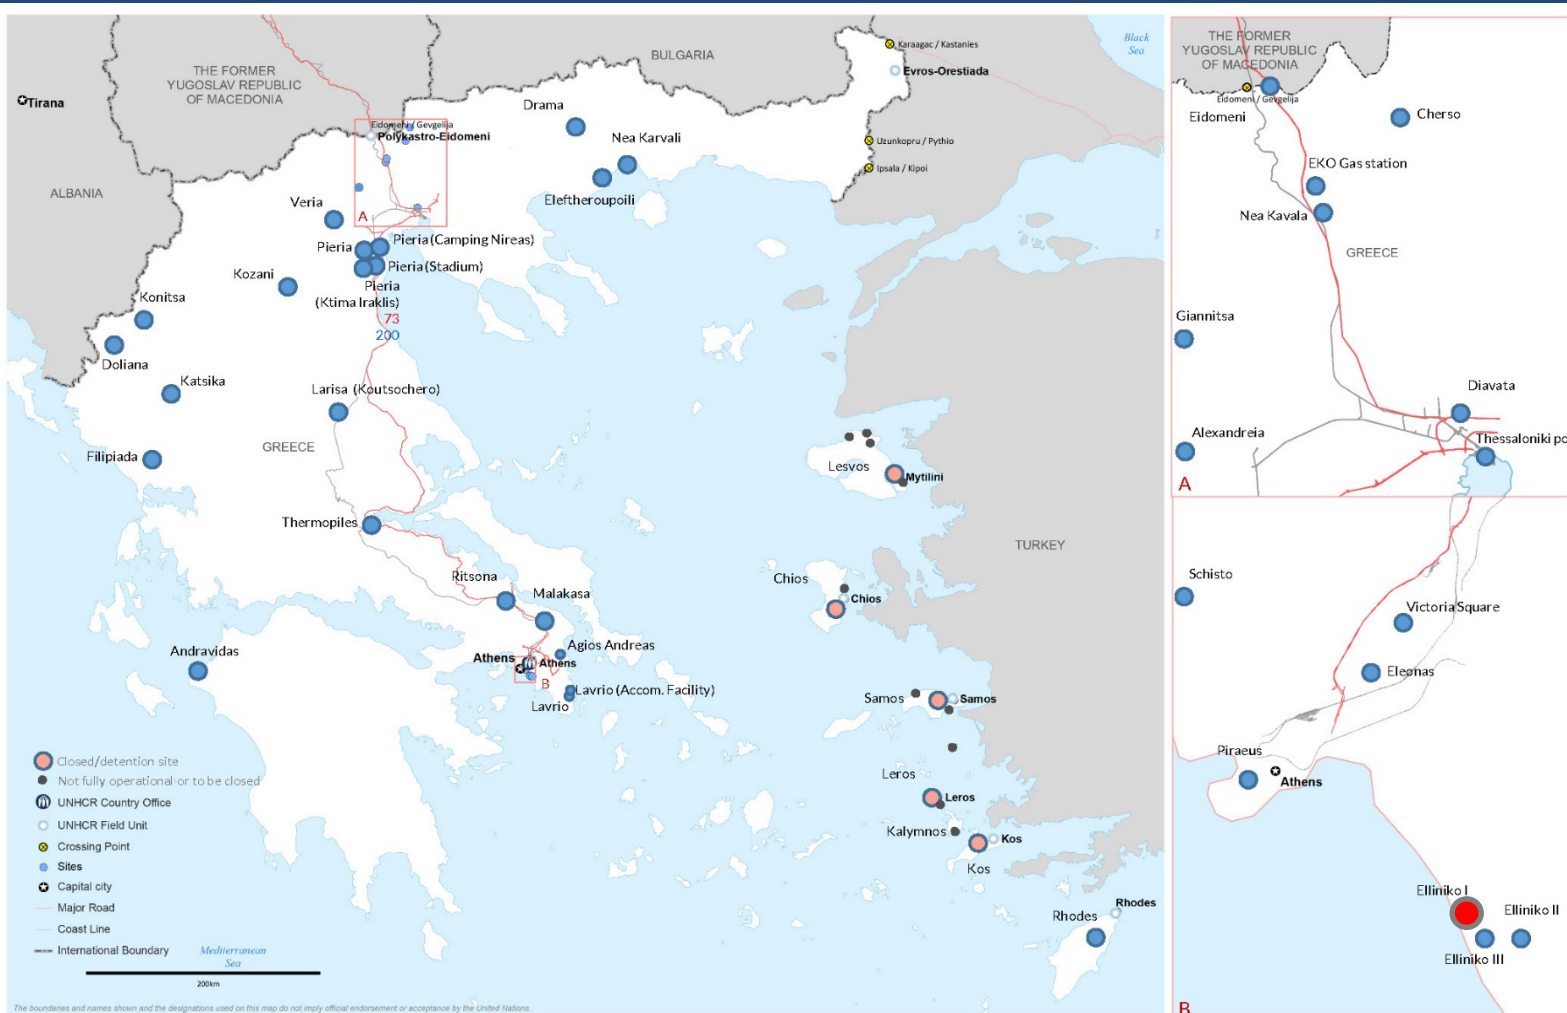 Black
Sea
Karaagac / Kastanies
BULGARIA
Evros-Orestiada
THE FORMER
YUGOSLAV REPUBLIC
OF MACEDONIA
Tirana
Drama
Eidomeni / Gevgelija
Polykastro-Eidomeni
Nea Karvali
Uzunkopru / Pythio
Ipsala / Kipoi
ALBANIA
Eleftheroupoili
Veria
A
Pieria
Pieria (Camping Nireas)
Pieria (Stadium)
Kozani
Pieria
(Ktima Iraklis)
73
200
Konitsa
Doliana
Katsika
Larisa (Koutsochero)
GREECE
Filipiada
Lesvos
Mytilini
Thermopiles
TURKEY
Ritsona
Malakasa
Chios
Chios
Andravidas
Agios Andreas
Athens
Athens
B
Lavrio (Accom. Facility)
Lavrio
Samos
Samos
Leros
Leros
Kalymnos
Kos
Kos
Rhodes
Rhodes
Closed/detention site
Not fully operational or to be closed
UNHCR Country Office
UNHCR Field Unit
Crossing Point
Sites
Capital city
Major Road
Coast Line
International Boundary
Mediterranean
Sea
200km
The boundaries and names shown and the designations used on this map do not imply official endorsement or acceptance by the United Nations.
THE FORMER
YUGOSLAV REPUBLIC
OF MACEDONIA
Eidomeni / Gevgelija
Eidomeni
Cherso
EKO Gas station
Nea Kavala
GREECE
Giannitsa
Diavata
Alexandreia
Thessaloniki po
A
Schisto
Victoria Square
Eleonas
Piraeus
Athens
Elliniko I
Elliniko II
Elliniko III
B